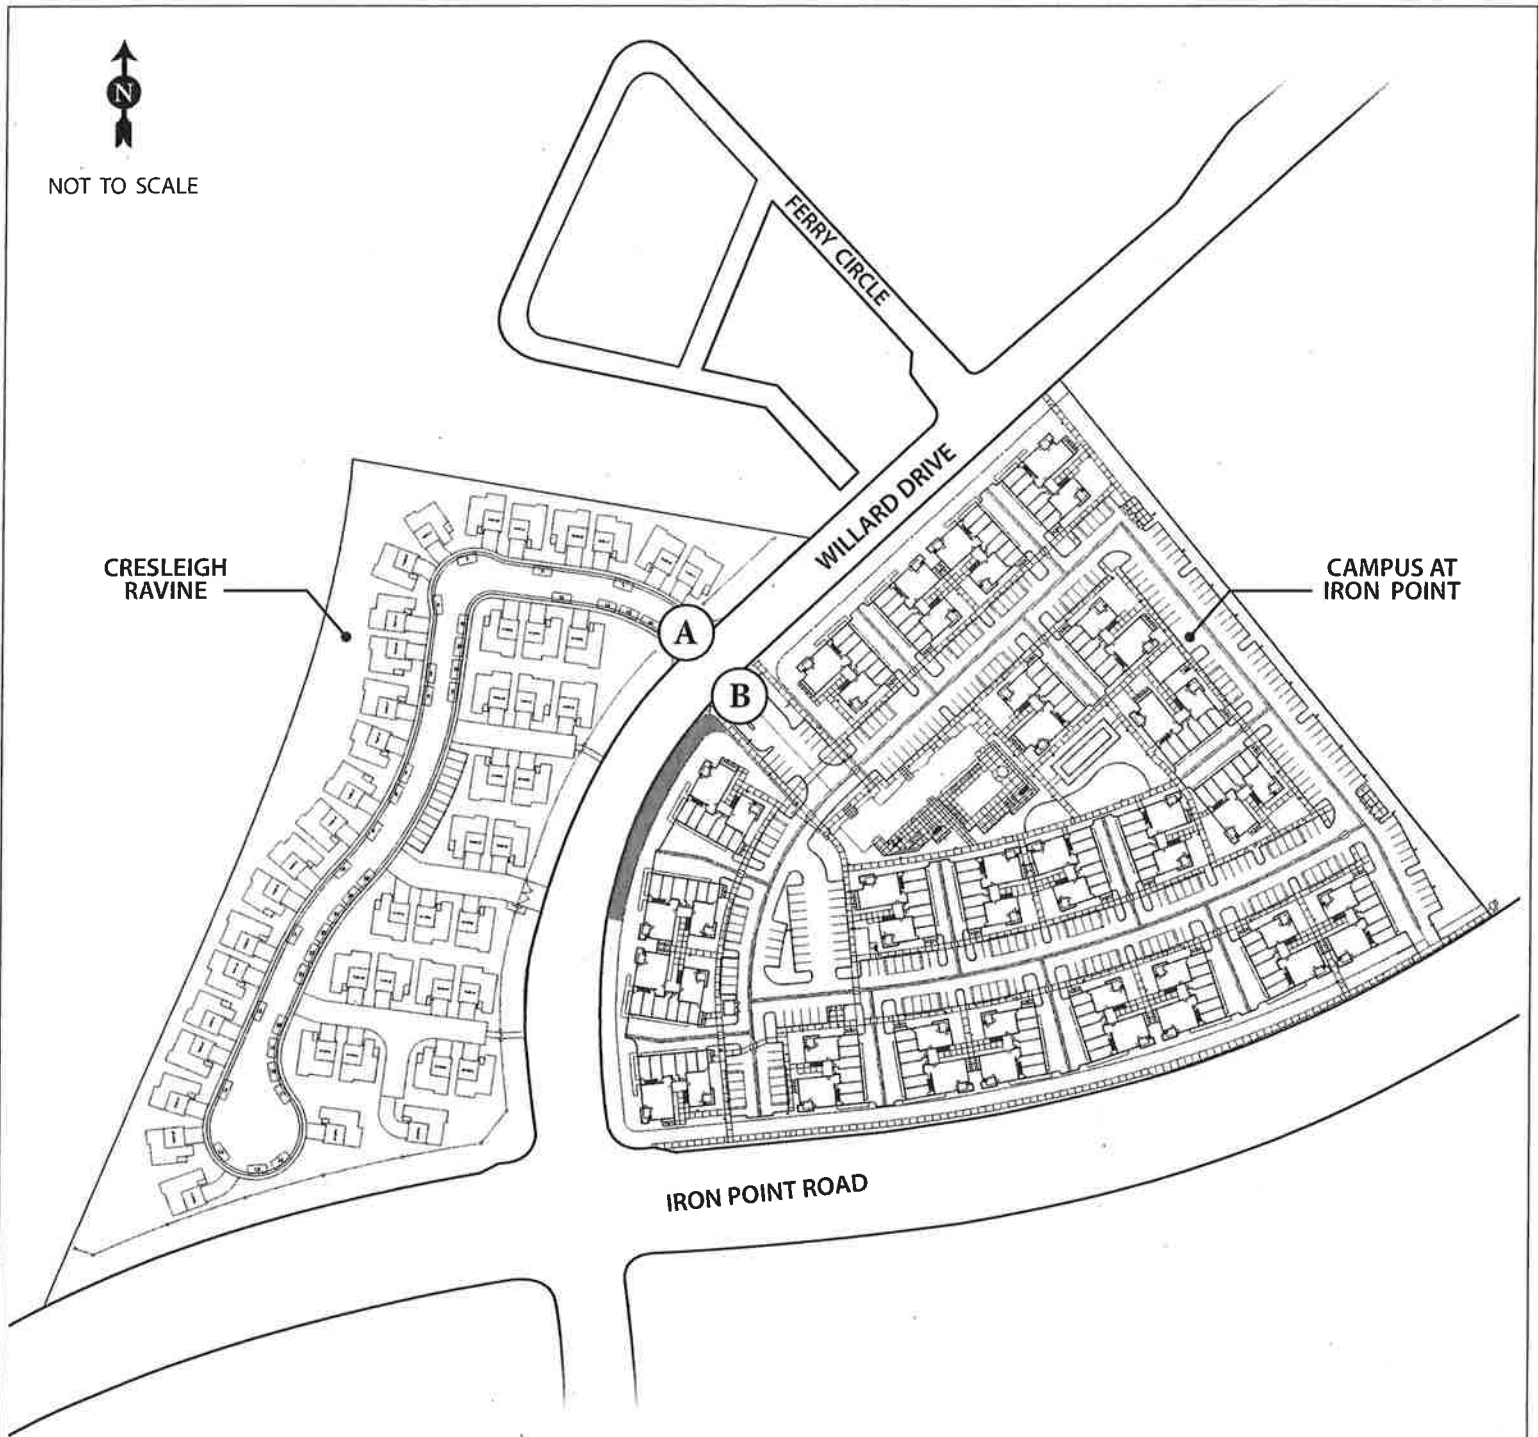 N
NOT TO SCALE
FERRY CIRCLE
WILLARD DRIVE
CRESLEIGH
RAVINE
CAMPUS AT
IRON POINT
A
B
IRON POINT ROAD